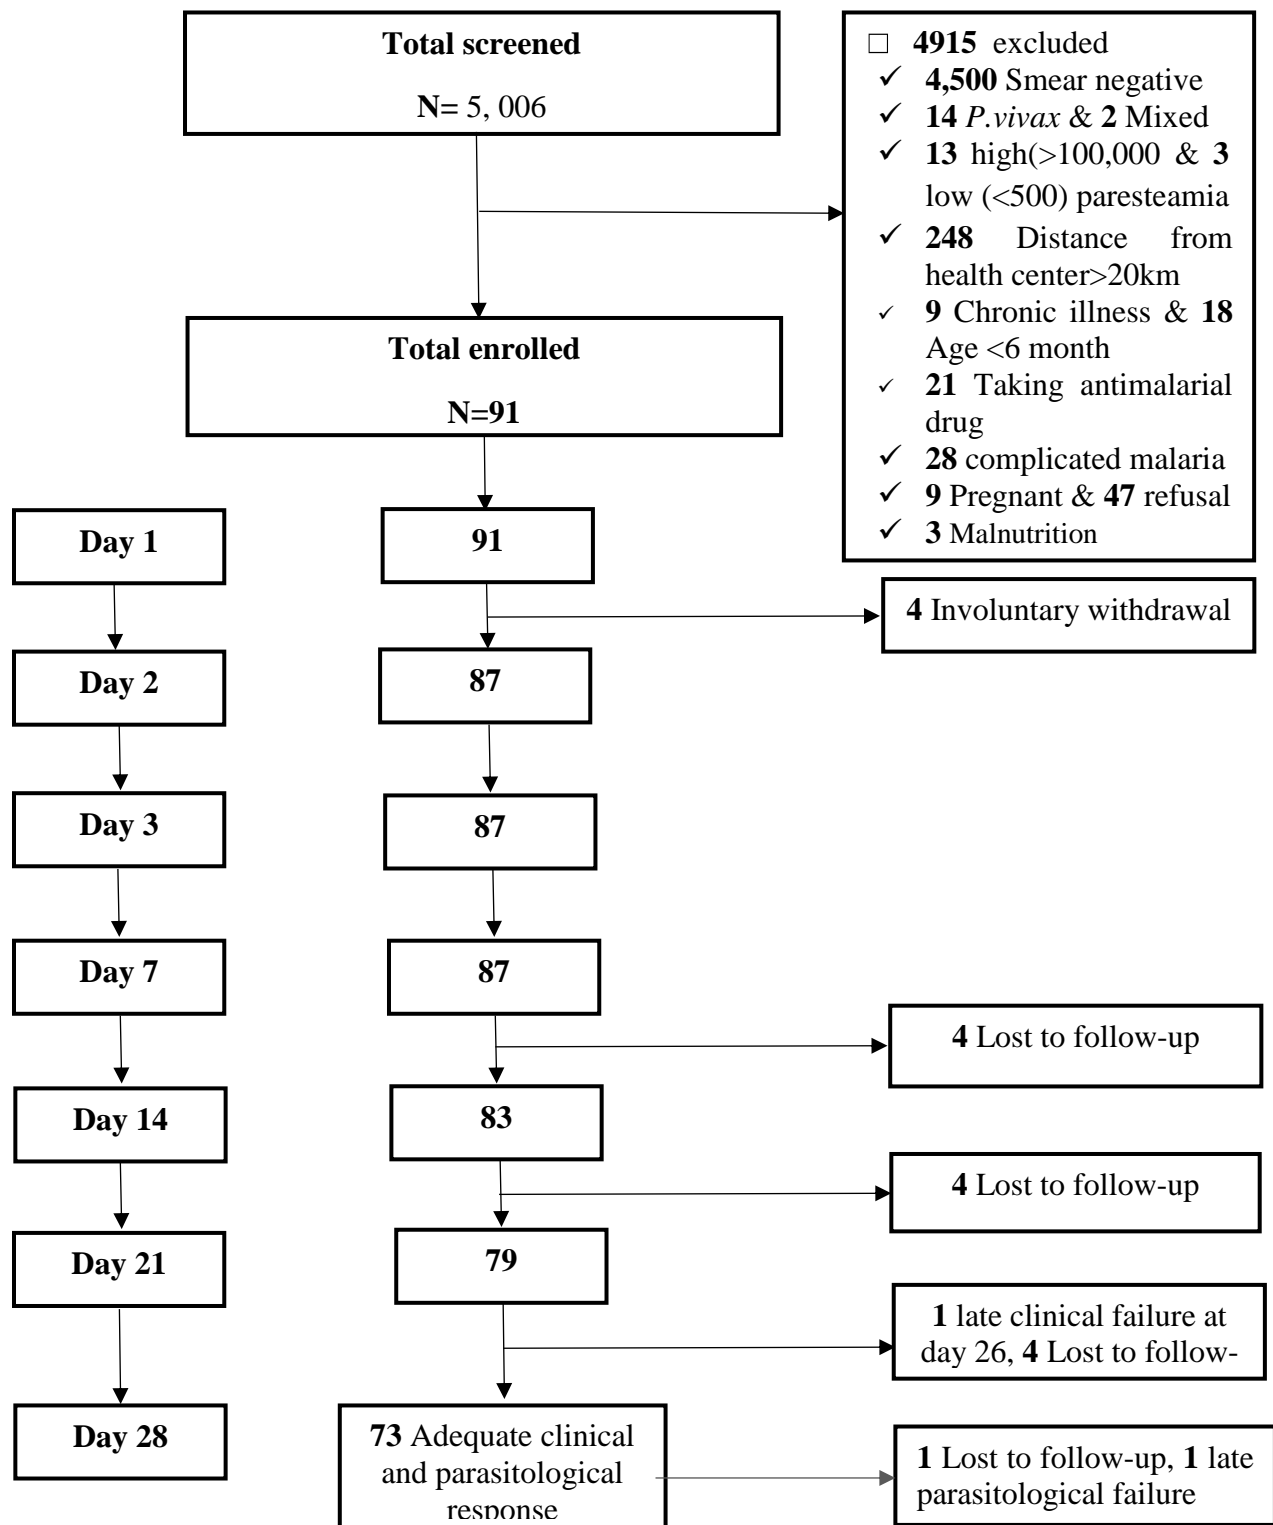 Total screened
N= 5, 006
□ 4915 excluded
✓ 4,500 Smear negative
✓ 14 P.vivax & 2 Mixed
✓ 13 high(>100,000 & 3
low (<500) paresteamia
✓ 248 Distance from
health center>20km
✓ 9 Chronic illness & 18
Age <6 month
✓ 21 Taking antimalarial
drug
✓ 28 complicated malaria
✓ 9 Pregnant & 47 refusal
✓ 3 Malnutrition
Total enrolled
N=91
Day 1
91
4 Involuntary withdrawal
Day 2
87
Day 3
87
Day 7
87
4 Lost to follow-up
Day 14
83
4 Lost to follow-up
Day 21
79
1 late clinical failure at
day 26, 4 Lost to follow-
Day 28
73 Adequate clinical
and parasitological
response
1 Lost to follow-up, 1 late
parasitological failure